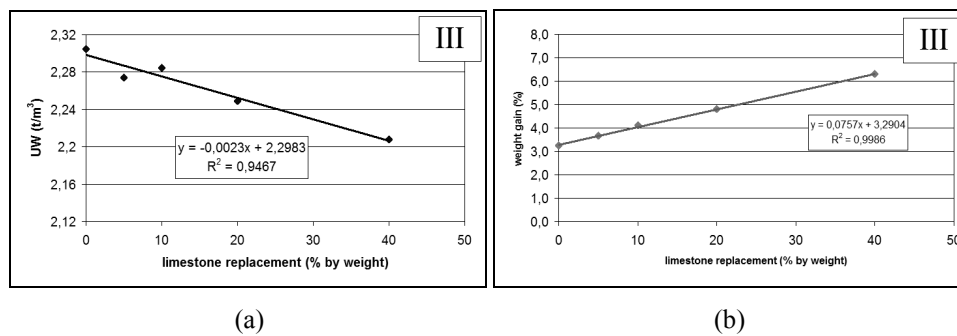 III
2,32
2,28
2,24
2,2
2,16
2,12
UW (t/m³)
y = -0,0023x + 2,2983
R² = 0,9467
0 10 20 30 40 50
limestone replacement (% by weight)
(a)
III
8,0
7,0
6,0
5,0
4,0
3,0
2,0
1,0
0,0
weight gain (%)
y = 0,0757x + 3,2904
R² = 0,9986
0 10 20 30 40 50
limestone replacement (% by weight)
(b)